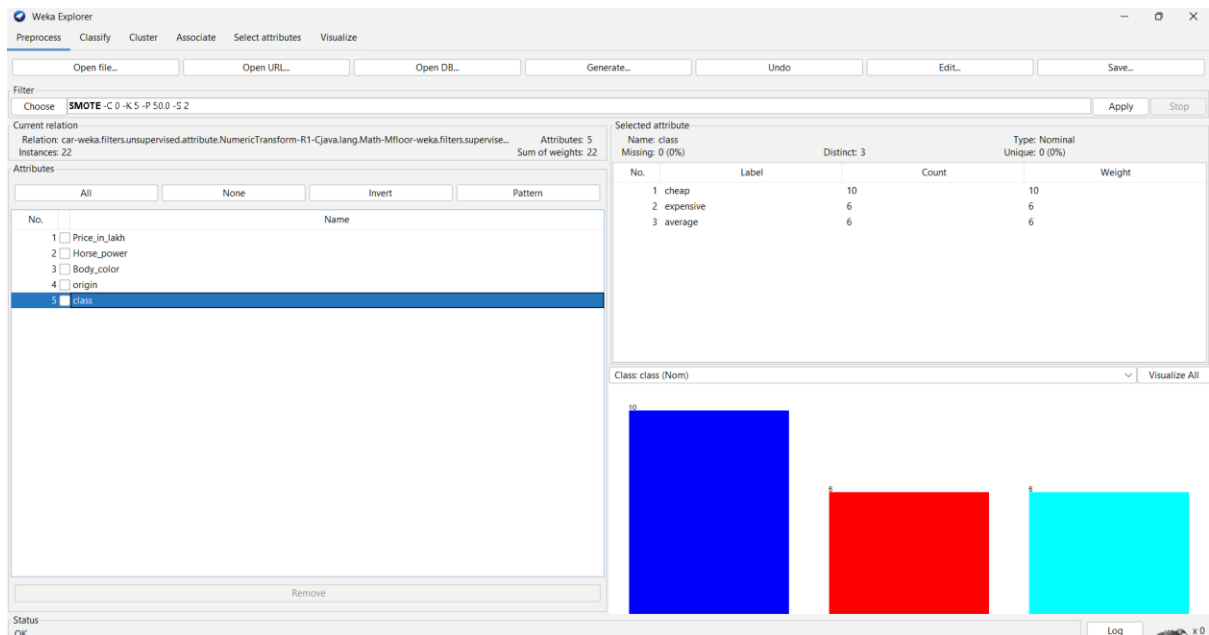 Weka Explorer
Preprocess Classify Cluster Associate Select attributes Visualize
Open file... Open URL... Open DB... Generate... Undo Edit... Save...
Filter
Choose SMOTE -C 0 -K 5 -P 50.0 -S 2 Apply Stop
Current relation
Relation: car-weka.filters.unsupervised.attribute.NumericTransform-R1-Cjava.lang.Math-Mfloor-weka.filters.supervise... Attributes: 5
Instances: 22 Sum of weights: 22
Attributes
All None Invert Pattern
No. Name
1 Price_in_lakh
2 Horse_power
3 Body_color
4 origin
5 class
Remove
Selected attribute
Name: class Type: Nominal
Missing: 0 (0%) Distinct: 3 Unique: 0 (0%)
No. Label Count Weight
1 cheap 10 10
2 expensive 6 6
3 average 6 6
Class: class (Nom) Visualize All
10
6 6
Status
OK Log x 0